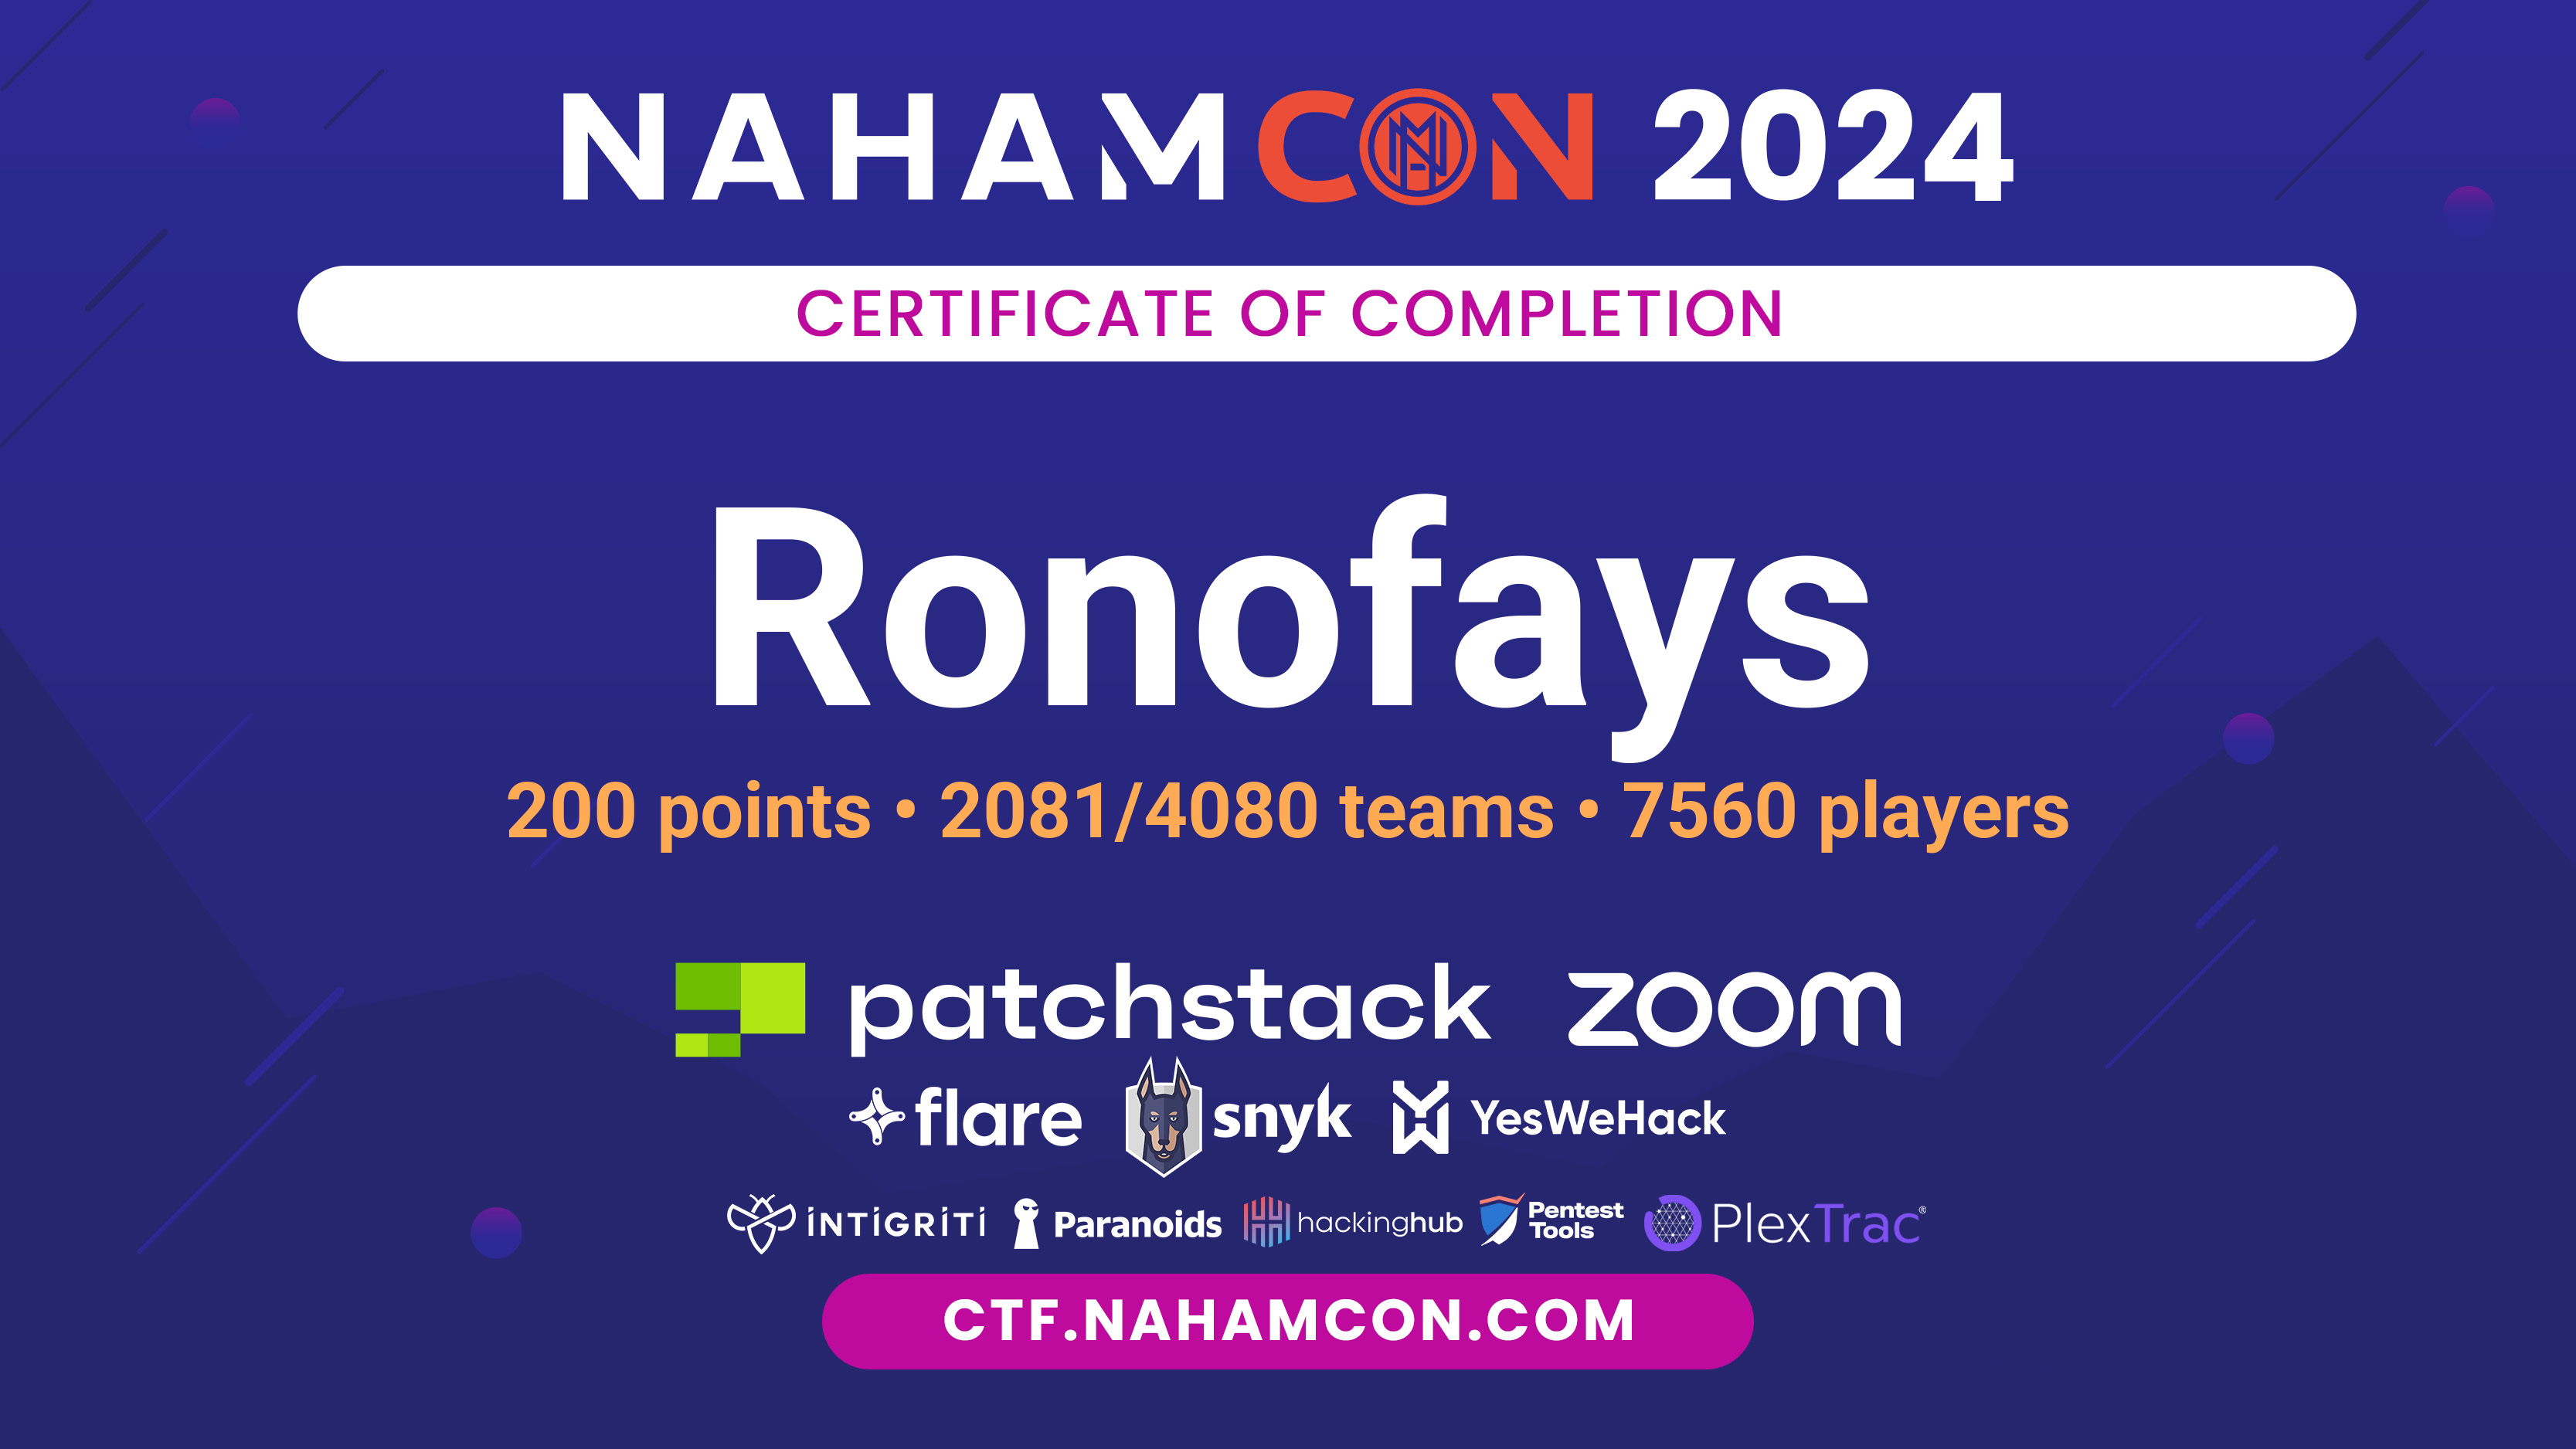 NAHAMCON 2024
CERTIFICATE OF COMPLETION
Ronofays
200 points • 2081/4080 teams • 7560 players
patchstack zoom
flare snyk YesWeHack
INTIGRITI Paranoids hackinghub Pentest Tools PlexTrac®
CTF.NAHAMCON.COM